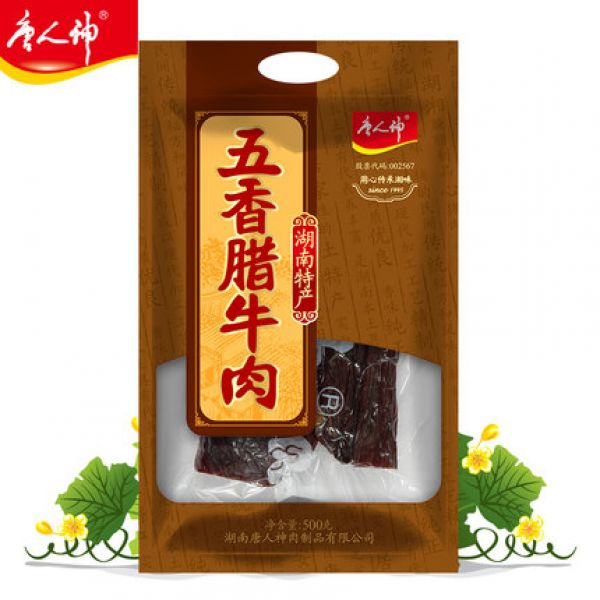 唐人神®
五香腊牛肉
湖南特产
唐人神®
股票代码:002567
用心传承湘味
since 1995
R
净含量:500克
湖南唐人神肉制品有限公司